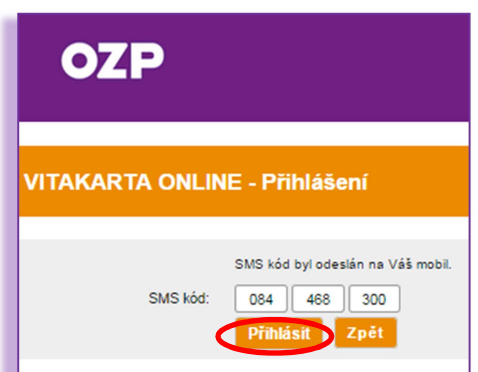 OZP
VITAKARTA ONLINE - Přihlášení
SMS kód byl odeslán na Váš mobil.
SMS kód: 084 468 300
Přihlásit Zpět